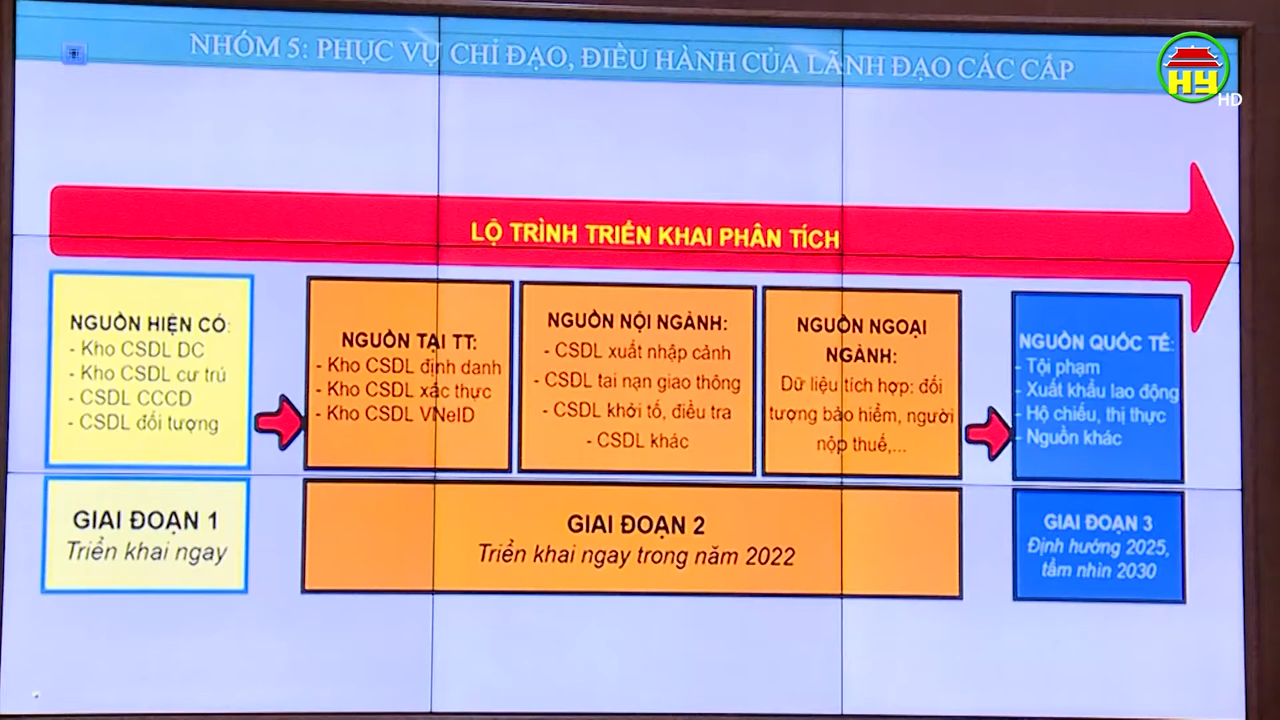 NHÓM 5: PHỤC VỤ CHỈ ĐẠO, ĐIỀU HÀNH CỦA LÃNH ĐẠO CÁC CẤP
HY
HD
LỘ TRÌNH TRIỂN KHAI PHÂN TÍCH
NGUỒN HIỆN CÓ:
- Kho CSDL DC
- Kho CSDL cư trú
- CSDL CCCD
- CSDL đối tượng
NGUỒN TẠI TT:
- Kho CSDL định danh
- Kho CSDL xác thực
- Kho CSDL VNeID
NGUỒN NỘI NGÀNH:
- CSDL xuất nhập cảnh
- CSDL tai nạn giao thông
- CSDL khởi tố, điều tra
- CSDL khác
NGUỒN NGOẠI
NGÀNH:
Dữ liệu tích hợp: đối
tượng bảo hiểm, người
nộp thuế,...
NGUỒN QUỐC TẾ:
- Tội phạm
- Xuất khẩu lao động
- Hộ chiếu, thị thực
- Nguồn khác
GIAI ĐOẠN 1
Triển khai ngay
GIAI ĐOẠN 2
Triển khai ngay trong năm 2022
GIAI ĐOẠN 3
Định hướng 2025,
tầm nhìn 2030